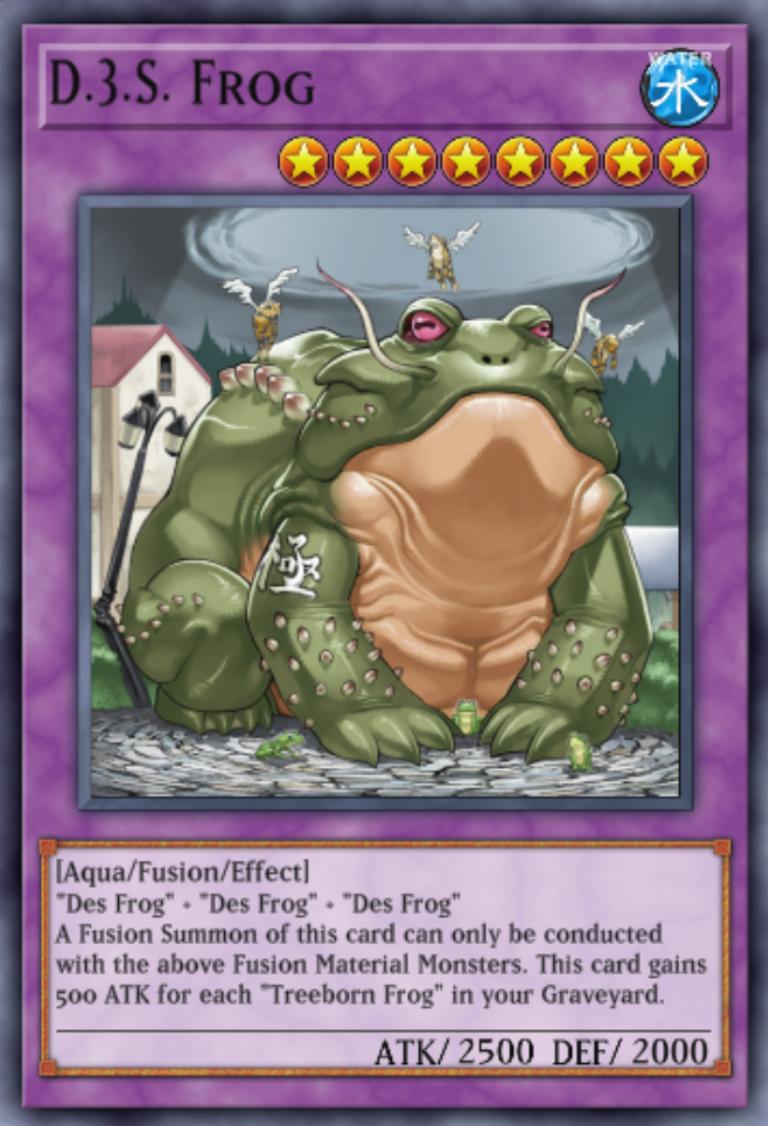 D.3.S. Frog
WATER
水
極
[Aqua/Fusion/Effect]
"Des Frog" + "Des Frog" + "Des Frog"
A Fusion Summon of this card can only be conducted
with the above Fusion Material Monsters. This card gains
500 ATK for each "Treeborn Frog" in your Graveyard.
ATK/ 2500 DEF/ 2000